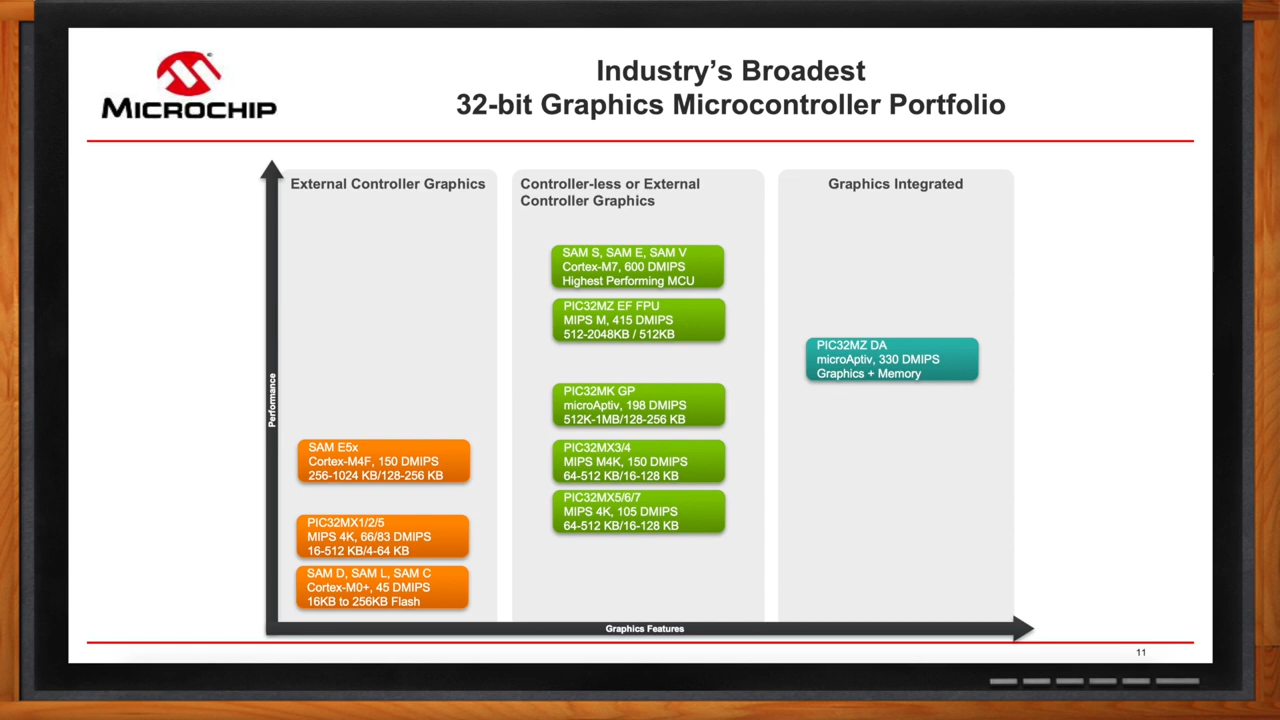 MICROCHIP
Industry's Broadest
32-bit Graphics Microcontroller Portfolio
External Controller Graphics
Controller-less or External
Controller Graphics
Graphics Integrated
SAM S, SAM E, SAM V
Cortex-M7, 600 DMIPS
Highest Performing MCU
PIC32MZ EF FPU
MIPS M, 415 DMIPS
512-2048KB / 512KB
PIC32MZ DA
microAptiv, 330 DMIPS
Graphics + Memory
PIC32MK GP
microAptiv, 198 DMIPS
512K-1MB/128-256 KB
Performance
SAM E5x
Cortex-M4F, 150 DMIPS
256-1024 KB/128-256 KB
PIC32MX3/4
MIPS M4K, 150 DMIPS
64-512 KB/16-128 KB
PIC32MX5/6/7
MIPS 4K, 105 DMIPS
64-512 KB/16-128 KB
PIC32MX1/2/5
MIPS 4K, 66/83 DMIPS
16-512 KB/4-64 KB
SAM D, SAM L, SAM C
Cortex-M0+, 45 DMIPS
16KB to 256KB Flash
Graphics Features
11